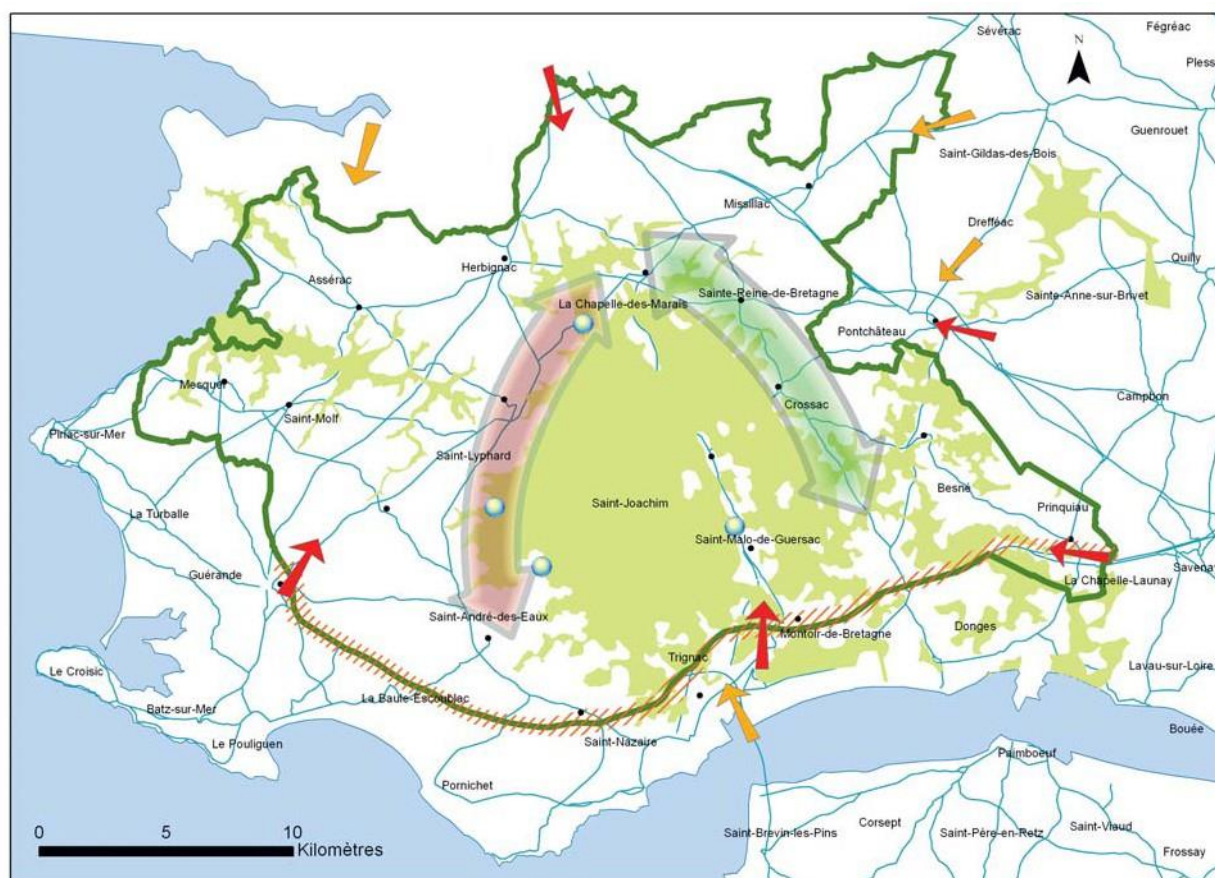 Sévérac
Fégréac
N
Pless
Guenrouet
Saint-Gildas-des-Bois
Missillac
Drefféac
Herbignac
Quilly
Assérac
Sainte-Reine-de-Bretagne
Sainte-Anne-sur-Brivet
La Chapelle-des-Marais
Pontchâteau
Mesquer
Campbon
Crossac
Saint-Molf
Piriac-sur-Mer
Saint-Lyphard
Besné
Saint-Joachim
Prinquiau
La Turballe
Saint-Malo-de-Guersac
Savenay
Guérande
La Chapelle-Launay
Saint-André-des-Eaux
Donges
Montoir-de-Bretagne
Trignac
Lavau-sur-Loire
Le Croisic
La Baule-Escoublac
Batz-sur-Mer
Bouée
Le Pouliguen
Saint-Nazaire
Paimboeuf
Pornichet
Corsept
Saint-Viaud
Saint-Brevin-les-Pins
Saint-Père-en-Retz
Frossay
0 5 10
Kilomètres